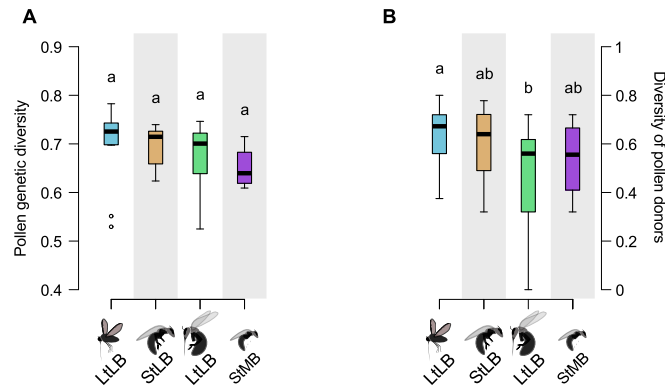 A
B
0.9
0.8
0.7
0.6
0.5
0.4
Pollen genetic diversity
a
a
a
a
LtLB
StLB
LtLB
StMB
a
ab
b
ab
LtLB
StLB
LtLB
StMB
1
0.8
0.6
0.4
0.2
0
Diversity of pollen donors